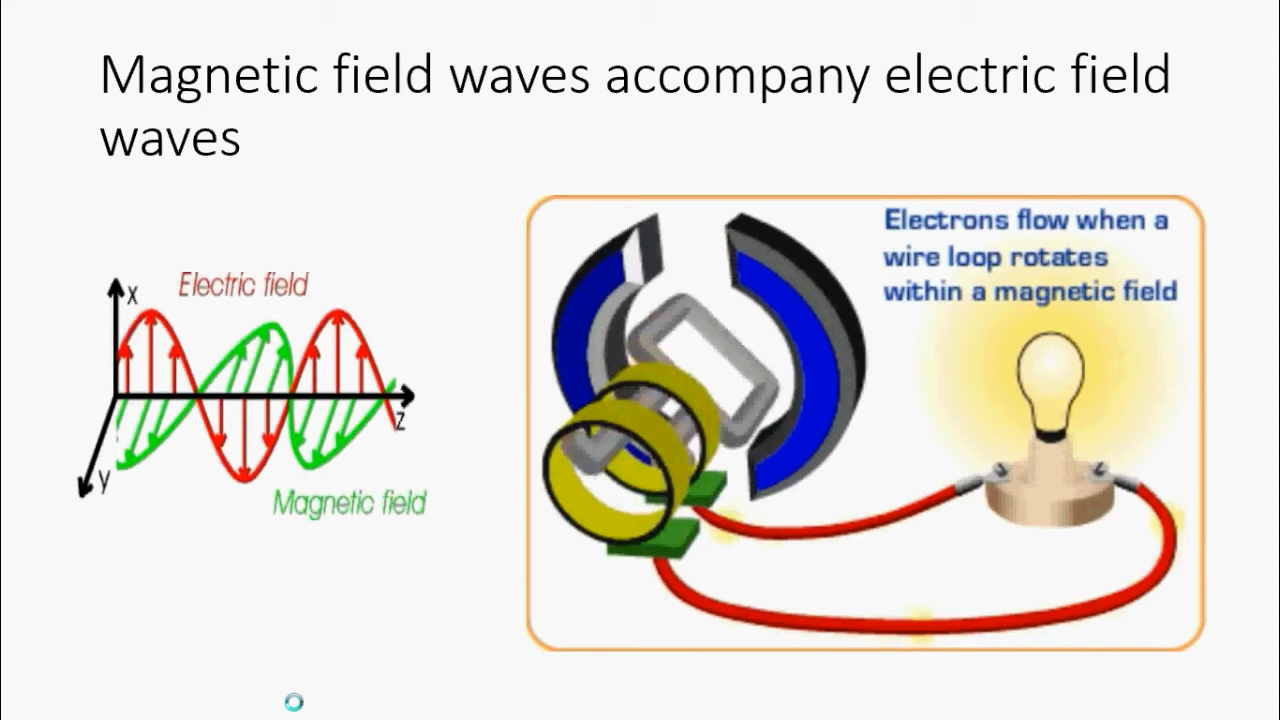 Magnetic field waves accompany electric field
waves
Electric field
x
z
y
Magnetic field
Electrons flow when a
wire loop rotates
within a magnetic field